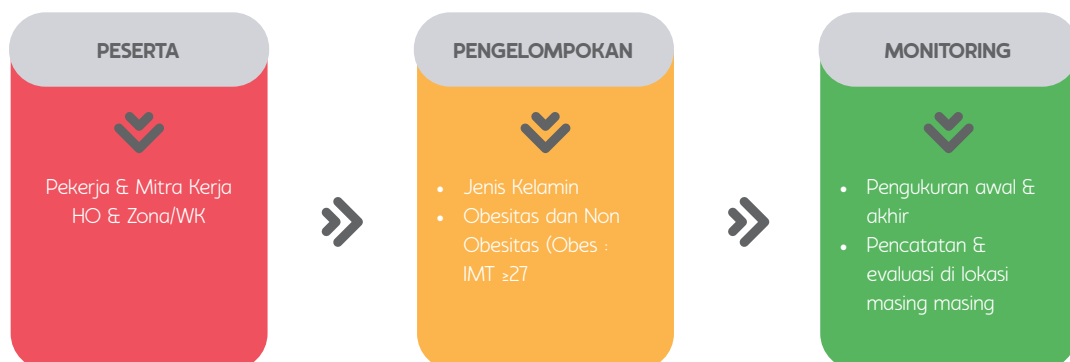 PESERTA
Pekerja & Mitra Kerja
HO & Zona/WK
PENGELOMPOKAN
• Jenis Kelamin
• Obesitas dan Non
Obesitas (Obes :
IMT ≥27
MONITORING
• Pengukuran awal &
akhir
• Pencatatan &
evaluasi di lokasi
masing masing